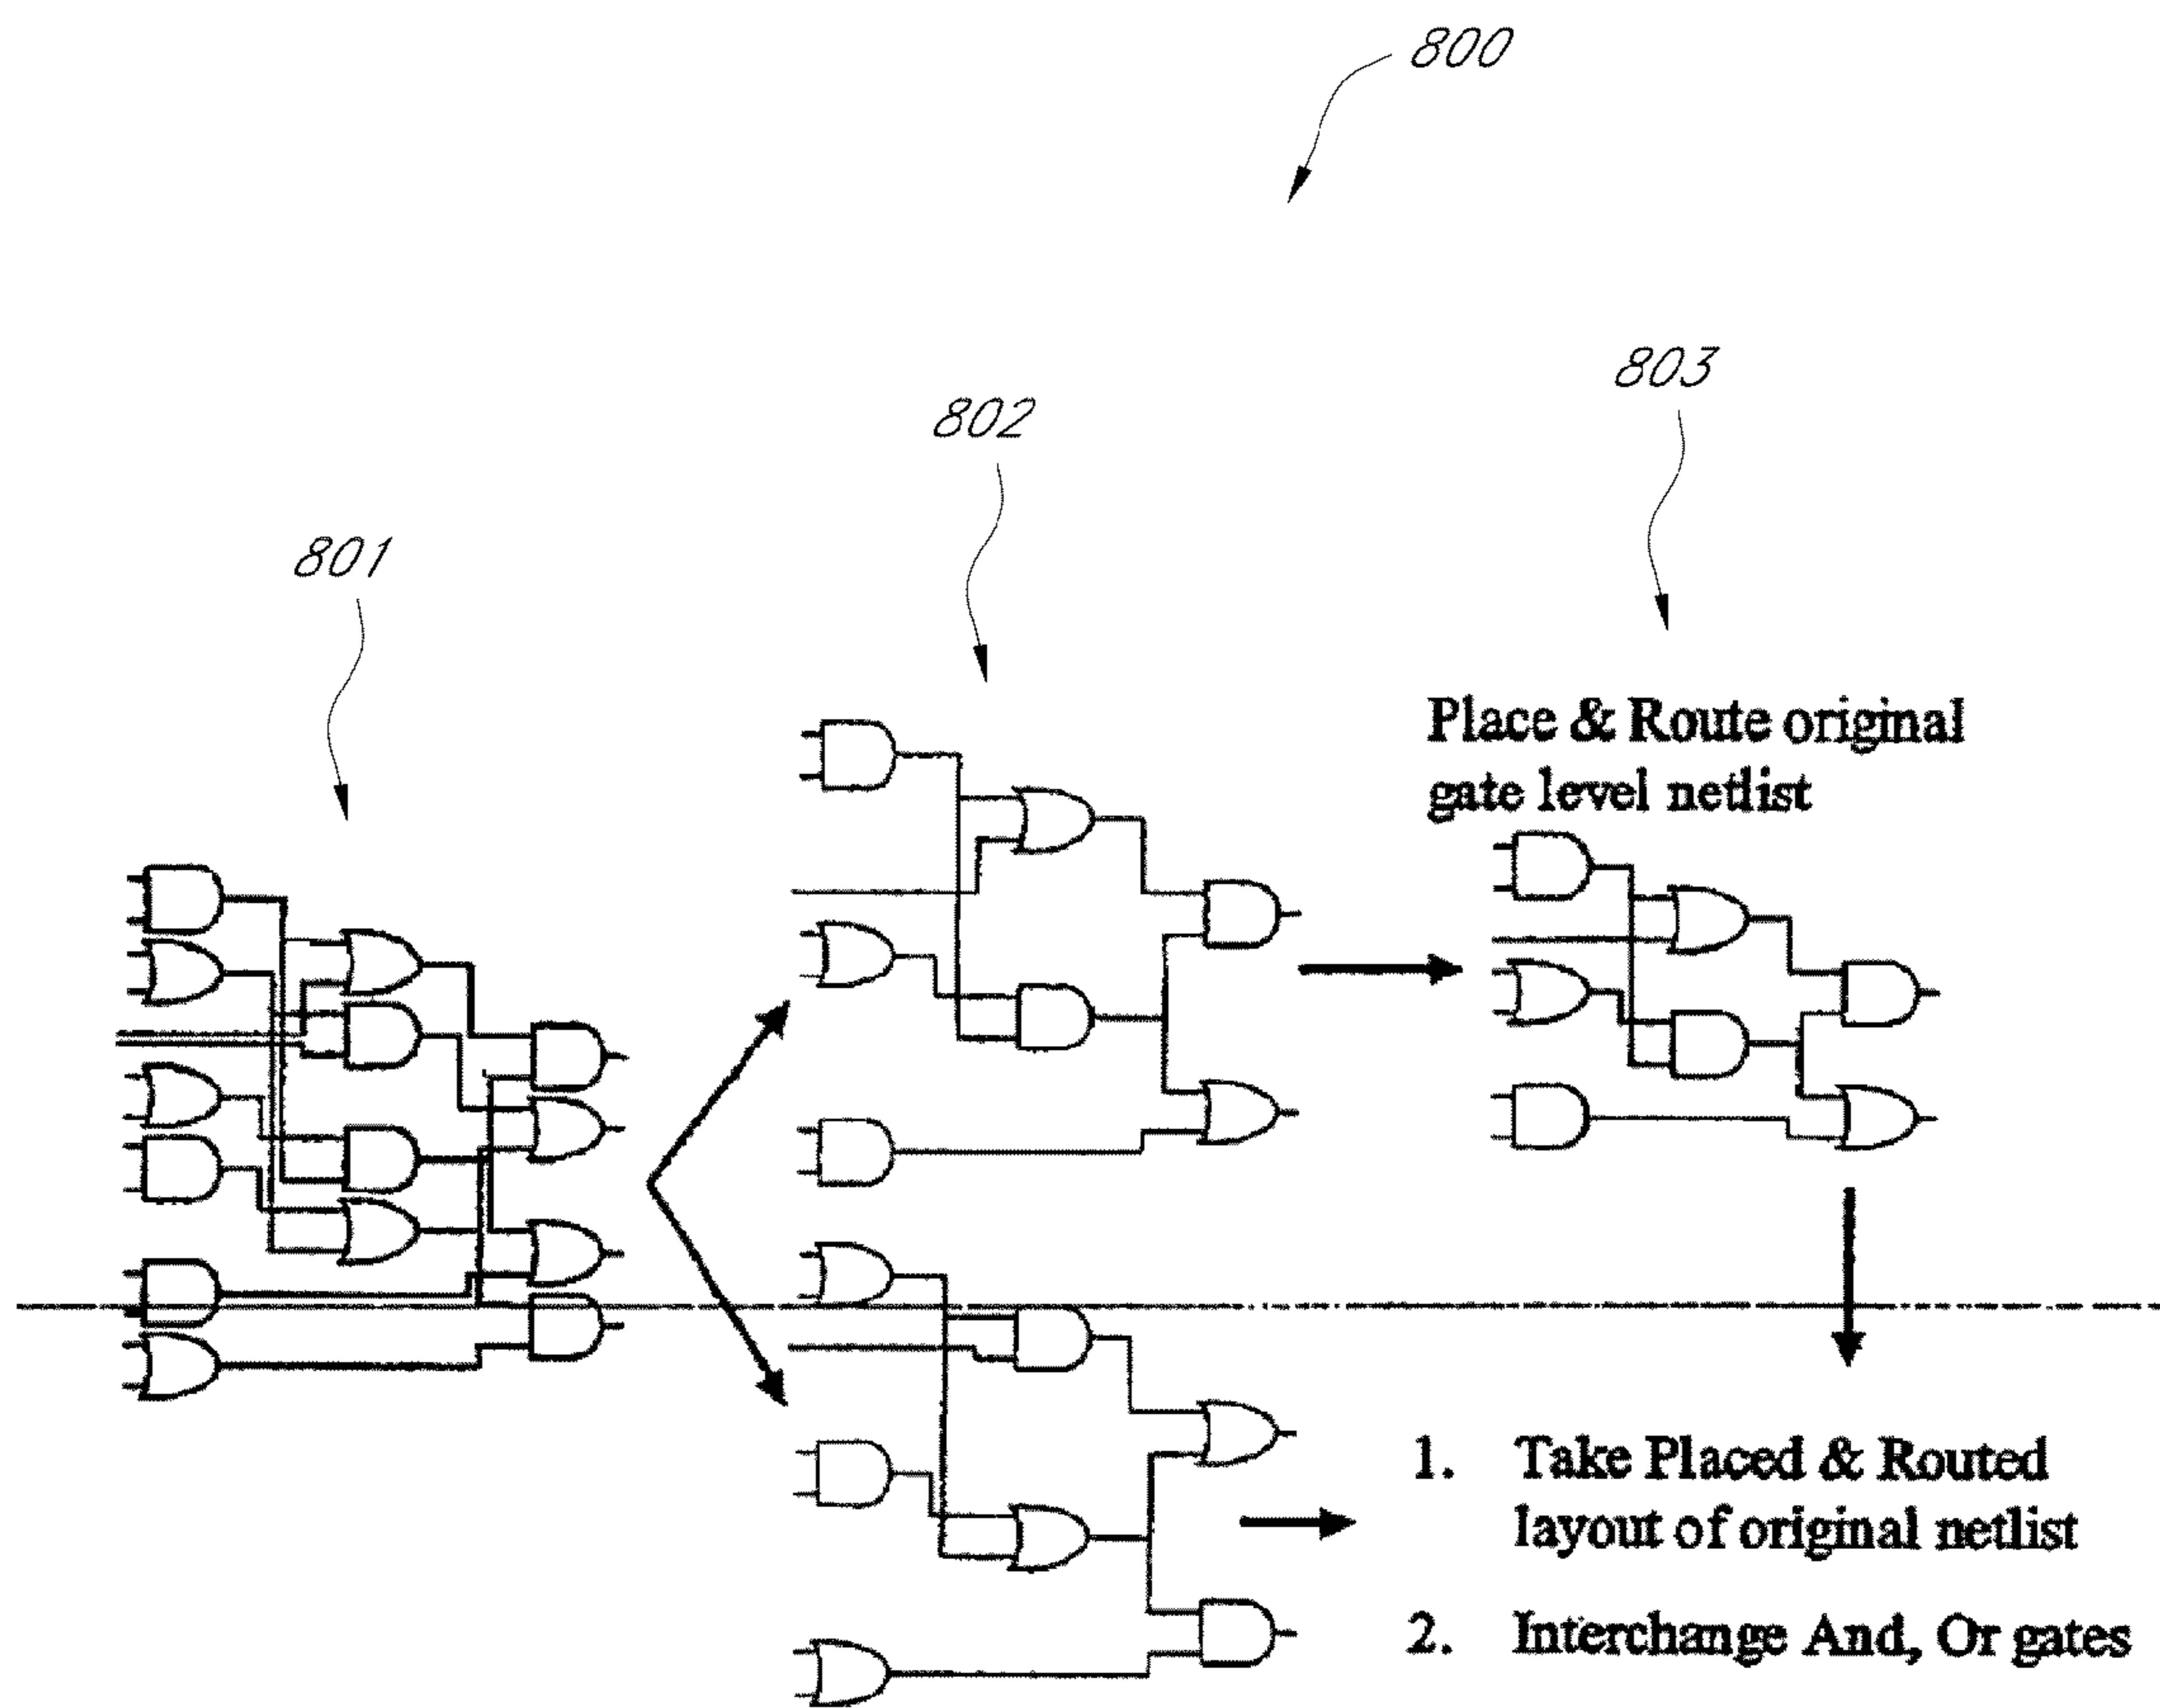 800
803
802
801
Place & Route original
gate level netlist
1. Take Placed & Routed
layout of original netlist
2. Interchange And, Or gates